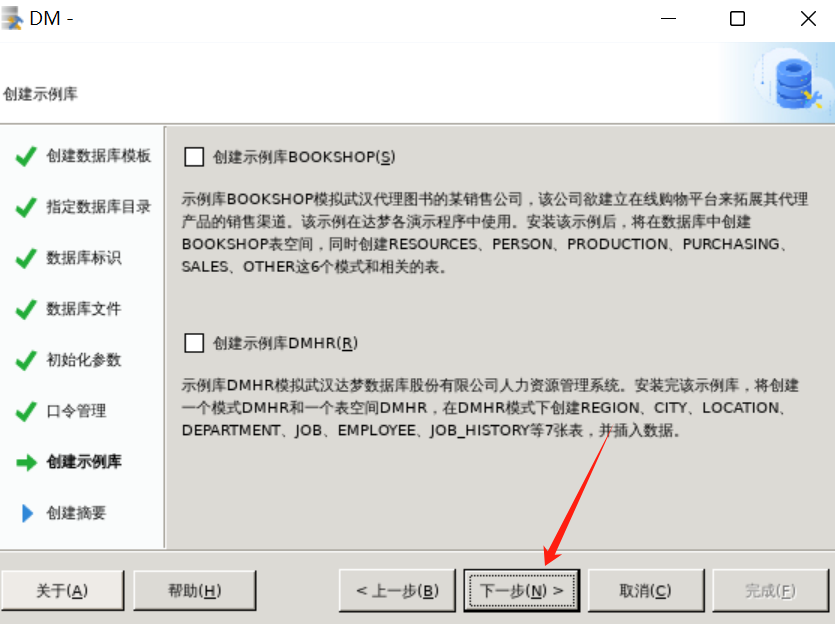 DM -
创建示例库
创建数据库模板
指定数据库目录
数据库标识
数据库文件
初始化参数
口令管理
创建示例库
创建摘要
创建示例库BOOKSHOP(S)
示例库BOOKSHOP模拟武汉代理图书的某销售公司，该公司欲建立在线购物平台来拓展其代理
产品的销售渠道。该示例在达梦各演示程序中使用。安装该示例后，将在数据库中创建
BOOKSHOP表空间，同时创建RESOURCES、PERSON、PRODUCTION、PURCHASING、
SALES、OTHER这6个模式和相关的表。
创建示例库DMHR(R)
示例库DMHR模拟武汉达梦数据库股份有限公司人力资源管理系统。安装完该示例库，将创建
一个模式DMHR和一个表空间DMHR，在DMHR模式下创建REGION、CITY、LOCATION、
DEPARTMENT、JOB、EMPLOYEE、JOB_HISTORY等7张表，并插入数据。
关于(A)
帮助(H)
< 上一步(B)
下一步(N) >
取消(C)
完成(F)